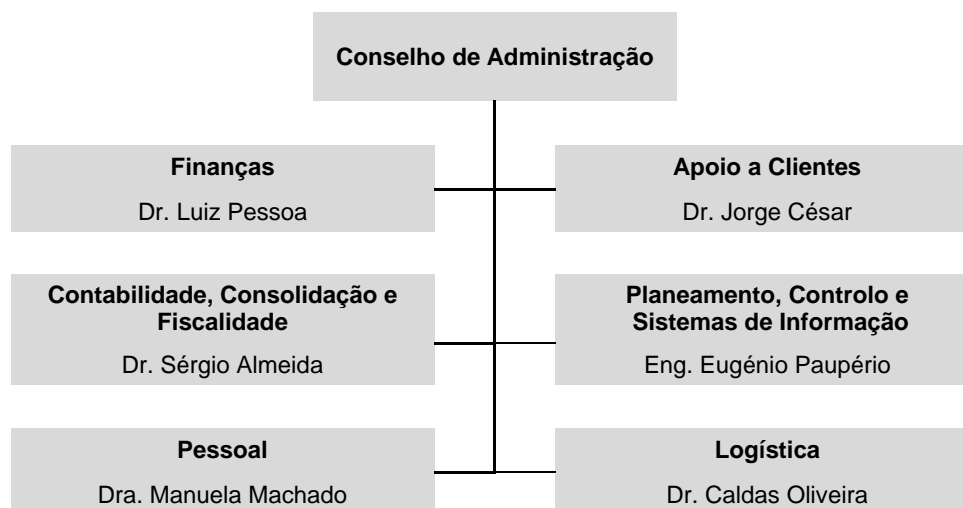 Conselho de Administração
Finanças
Dr. Luiz Pessoa
Apoio a Clientes
Dr. Jorge César
Contabilidade, Consolidação e
Fiscalidade
Dr. Sérgio Almeida
Planeamento, Controlo e
Sistemas de Informação
Eng. Eugénio Paupério
Pessoal
Dra. Manuela Machado
Logística
Dr. Caldas Oliveira